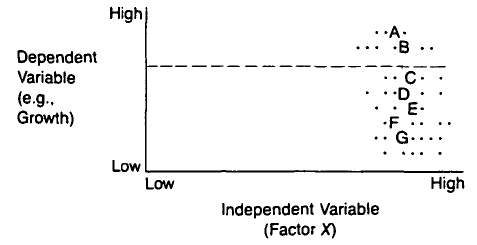 High
A
B
Dependent
Variable
(e.g.,
Growth)
C
D
E
F
G
Low
Low High
Independent Variable
(Factor X)